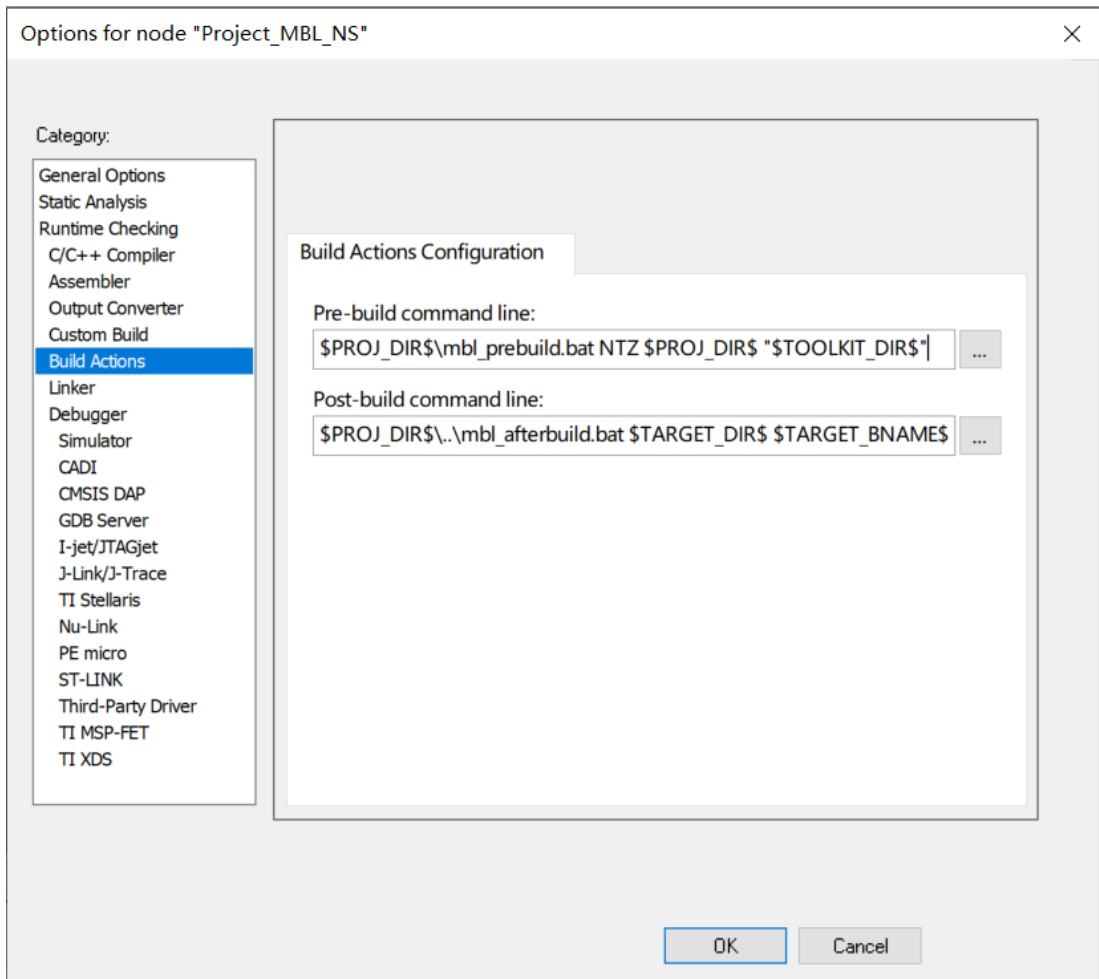 Options for node "Project_MBL_NS"
Category:
General Options
Static Analysis
Runtime Checking
C/C++ Compiler
Assembler
Output Converter
Custom Build
Build Actions
Linker
Debugger
Simulator
CADI
CMSIS DAP
GDB Server
I-jet/JTAGjet
J-Link/J-Trace
TI Stellaris
Nu-Link
PE micro
ST-LINK
Third-Party Driver
TI MSP-FET
TI XDS
Build Actions Configuration
Pre-build command line:
$PROJ_DIR$\mbl_prebuild.bat NTZ $PROJ_DIR$ "$TOOLKIT_DIR$"
...
Post-build command line:
$PROJ_DIR$\..\mbl_afterbuild.bat $TARGET_DIR$ $TARGET_BNAME$
...
OK
Cancel